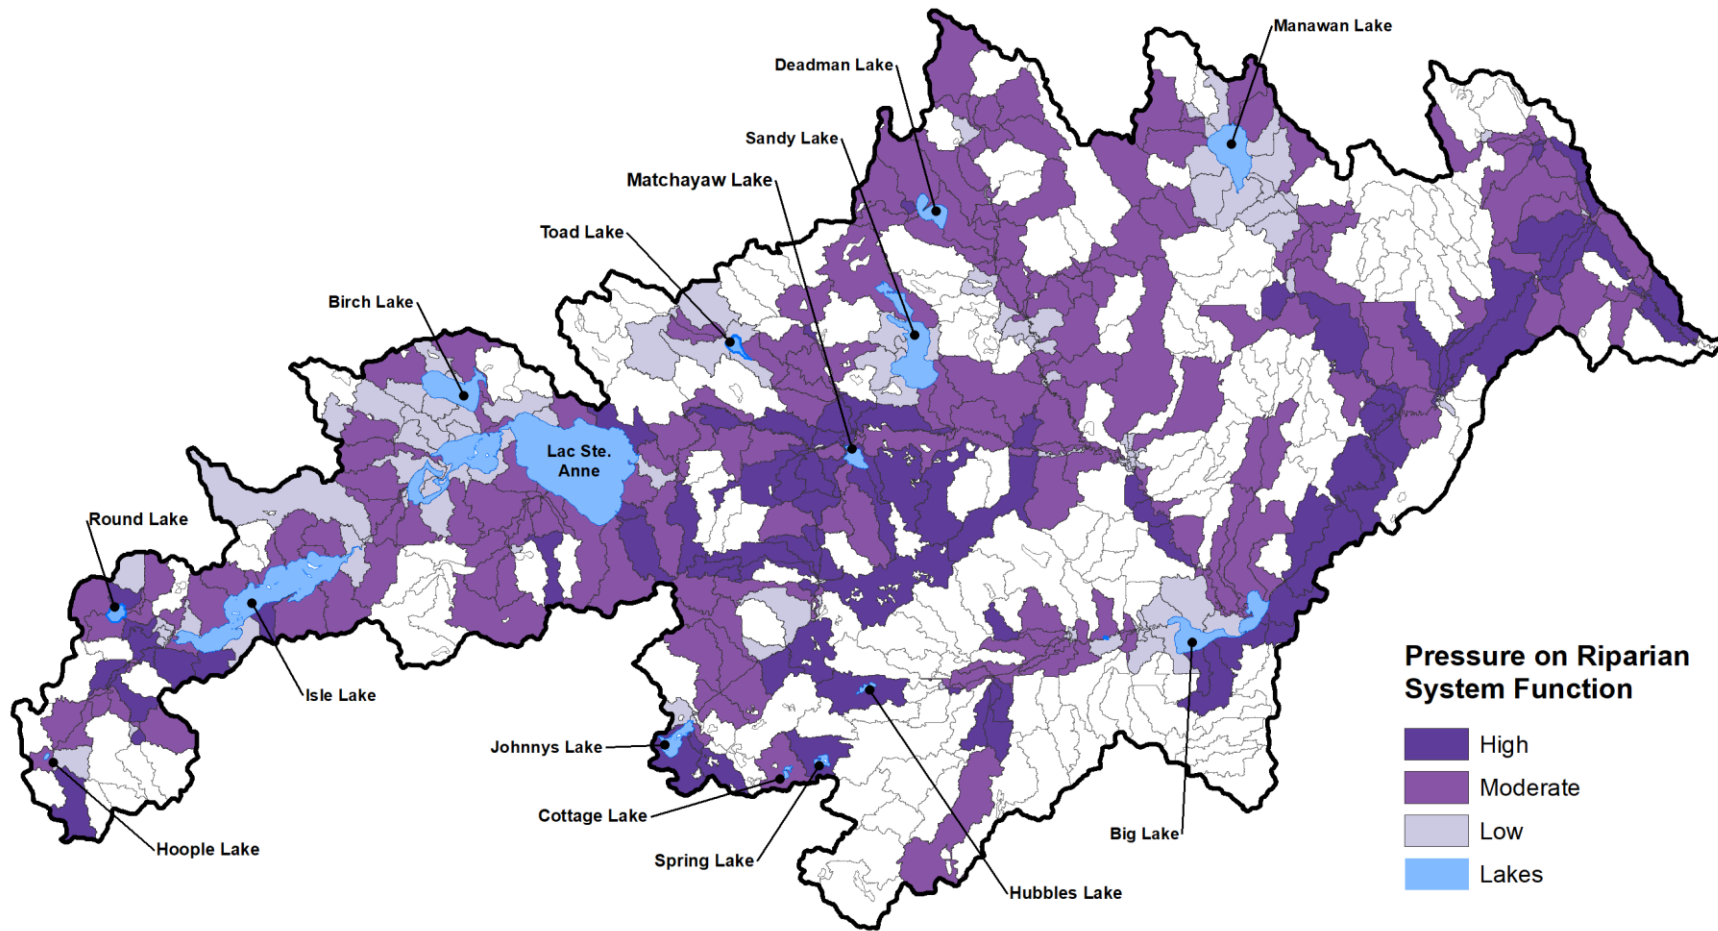 Manawan Lake
Deadman Lake
Sandy Lake
Matchayaw Lake
Toad Lake
Birch Lake
Lac Ste.
Anne
Round Lake
Isle Lake
Johnnys Lake
Cottage Lake
Spring Lake
Hoople Lake
Big Lake
Hubbles Lake
Pressure on Riparian
System Function
High
Moderate
Low
Lakes